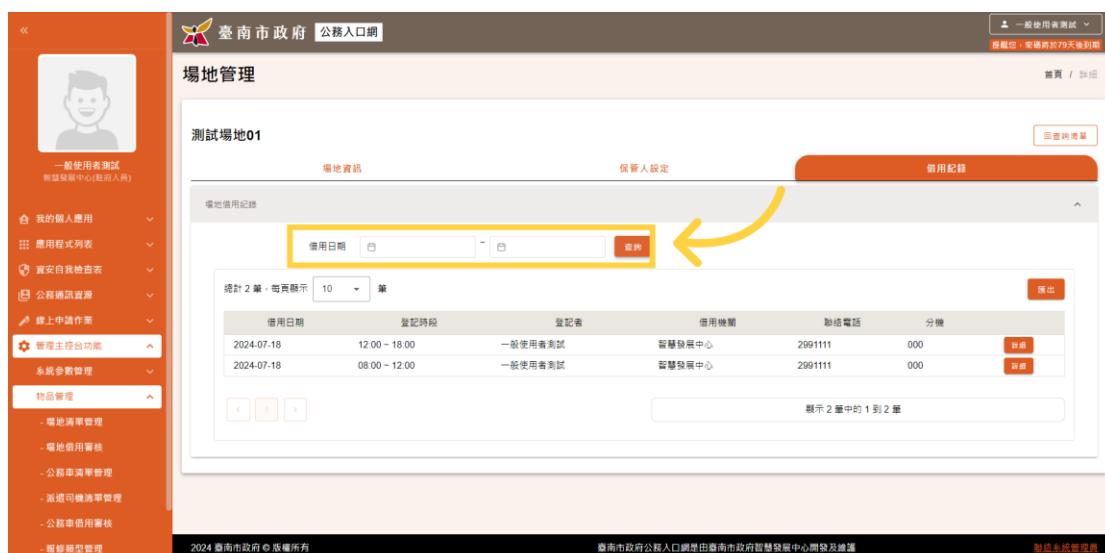 «
臺南市政府 公務入口網
一般使用者測試
提醒您，密碼將於79天後到期
一般使用者測試
智慧發展中心(駐府人員)
我的個人應用
應用程式列表
資安自我檢查表
公務通訊資源
線上申請作業
管理主控台功能
系統參數管理
物品管理
- 場地清單管理
- 場地借用審核
- 公務車清單管理
- 派遣司機清單管理
- 公務車借用審核
- 報修類型管理
場地管理
首頁 / 詳細
測試場地01
回查詢清單
場地資訊 保管人設定 借用紀錄
場地借用紀錄
借用日期 ~ 查詢
總計 2 筆，每頁顯示 10 筆
匯出
借用日期 登記時段 登記者 借用機關 聯絡電話 分機
2024-07-18 12:00 ~ 18:00 一般使用者測試 智慧發展中心 2991111 000 詳細
2024-07-18 08:00 ~ 12:00 一般使用者測試 智慧發展中心 2991111 000 詳細
‹ 1 ›
顯示 2 筆中的 1 到 2 筆
2024 臺南市政府 © 版權所有
臺南市政府公務入口網是由臺南市政府智慧發展中心開發及維護
聯絡系統管理員